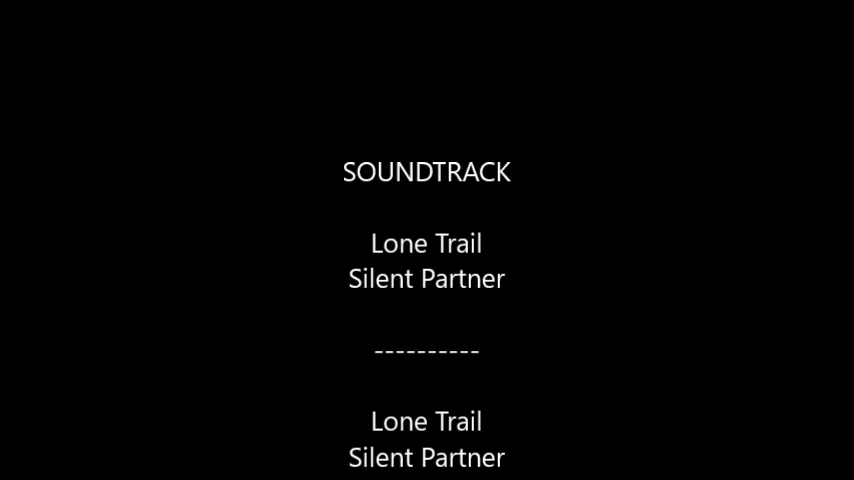 SOUNDTRACK
Lone Trail
Silent Partner
----------
Lone Trail
Silent Partner